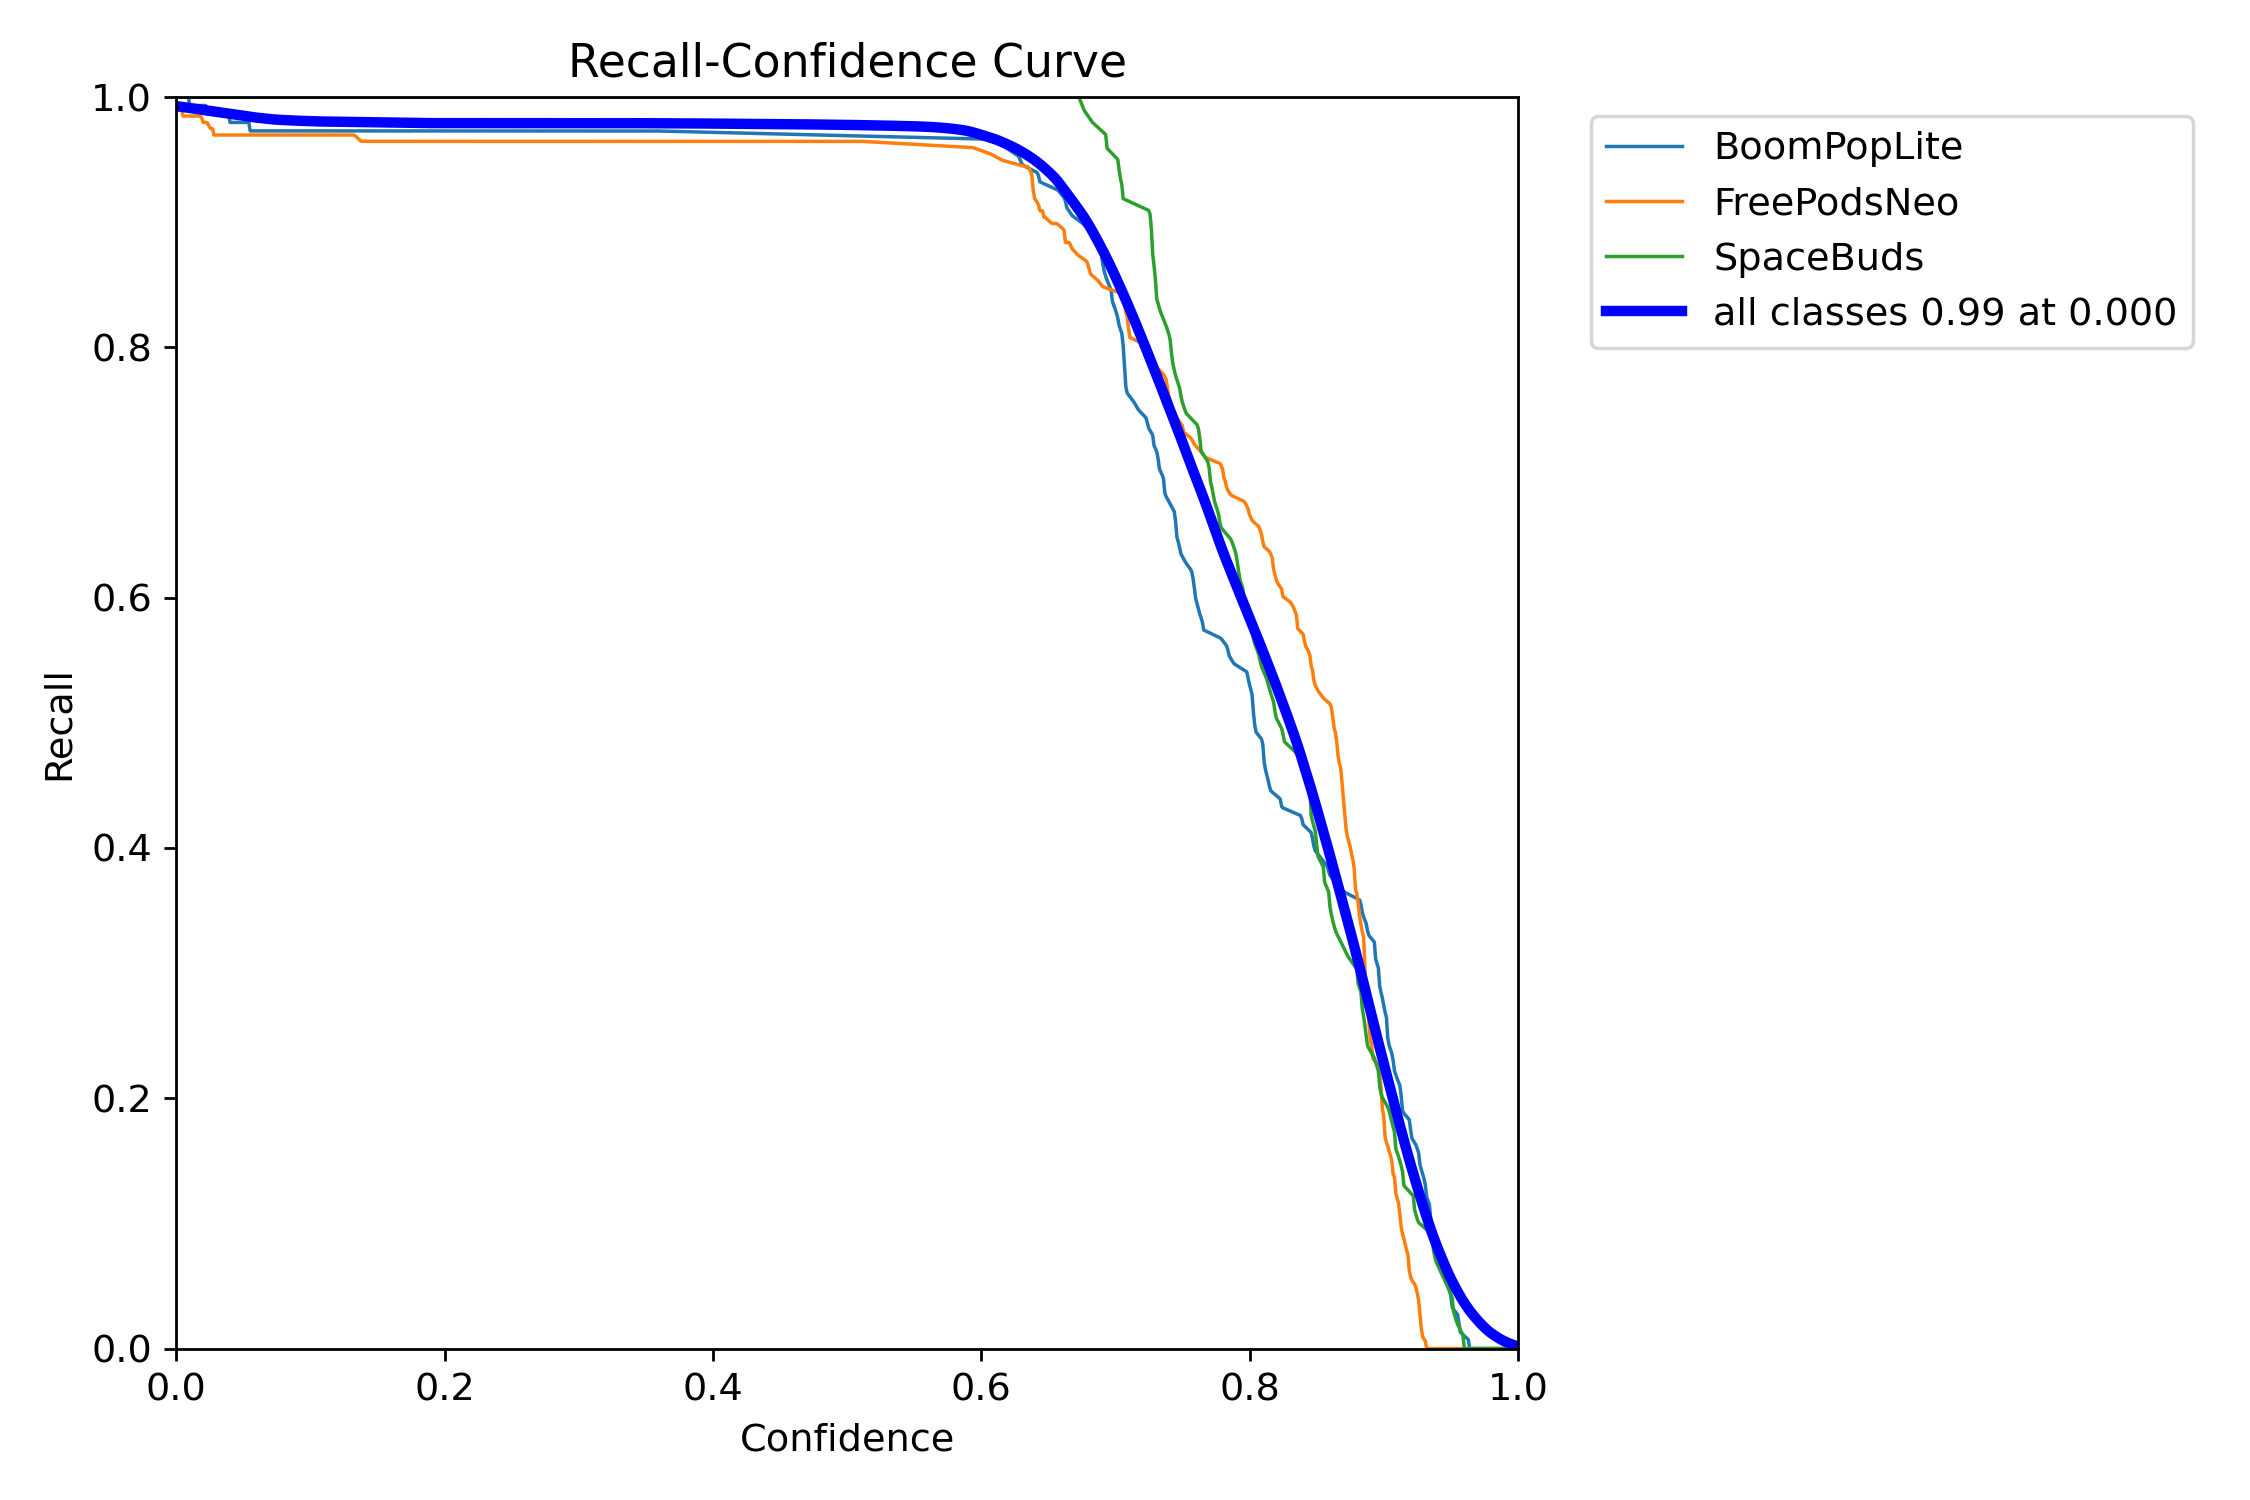 Recall-Confidence Curve
1.0
0.8
0.6
0.4
0.2
0.0
Recall
0.0 0.2 0.4 0.6 0.8 1.0
Confidence
BoomPopLite
FreePodsNeo
SpaceBuds
all classes 0.99 at 0.000